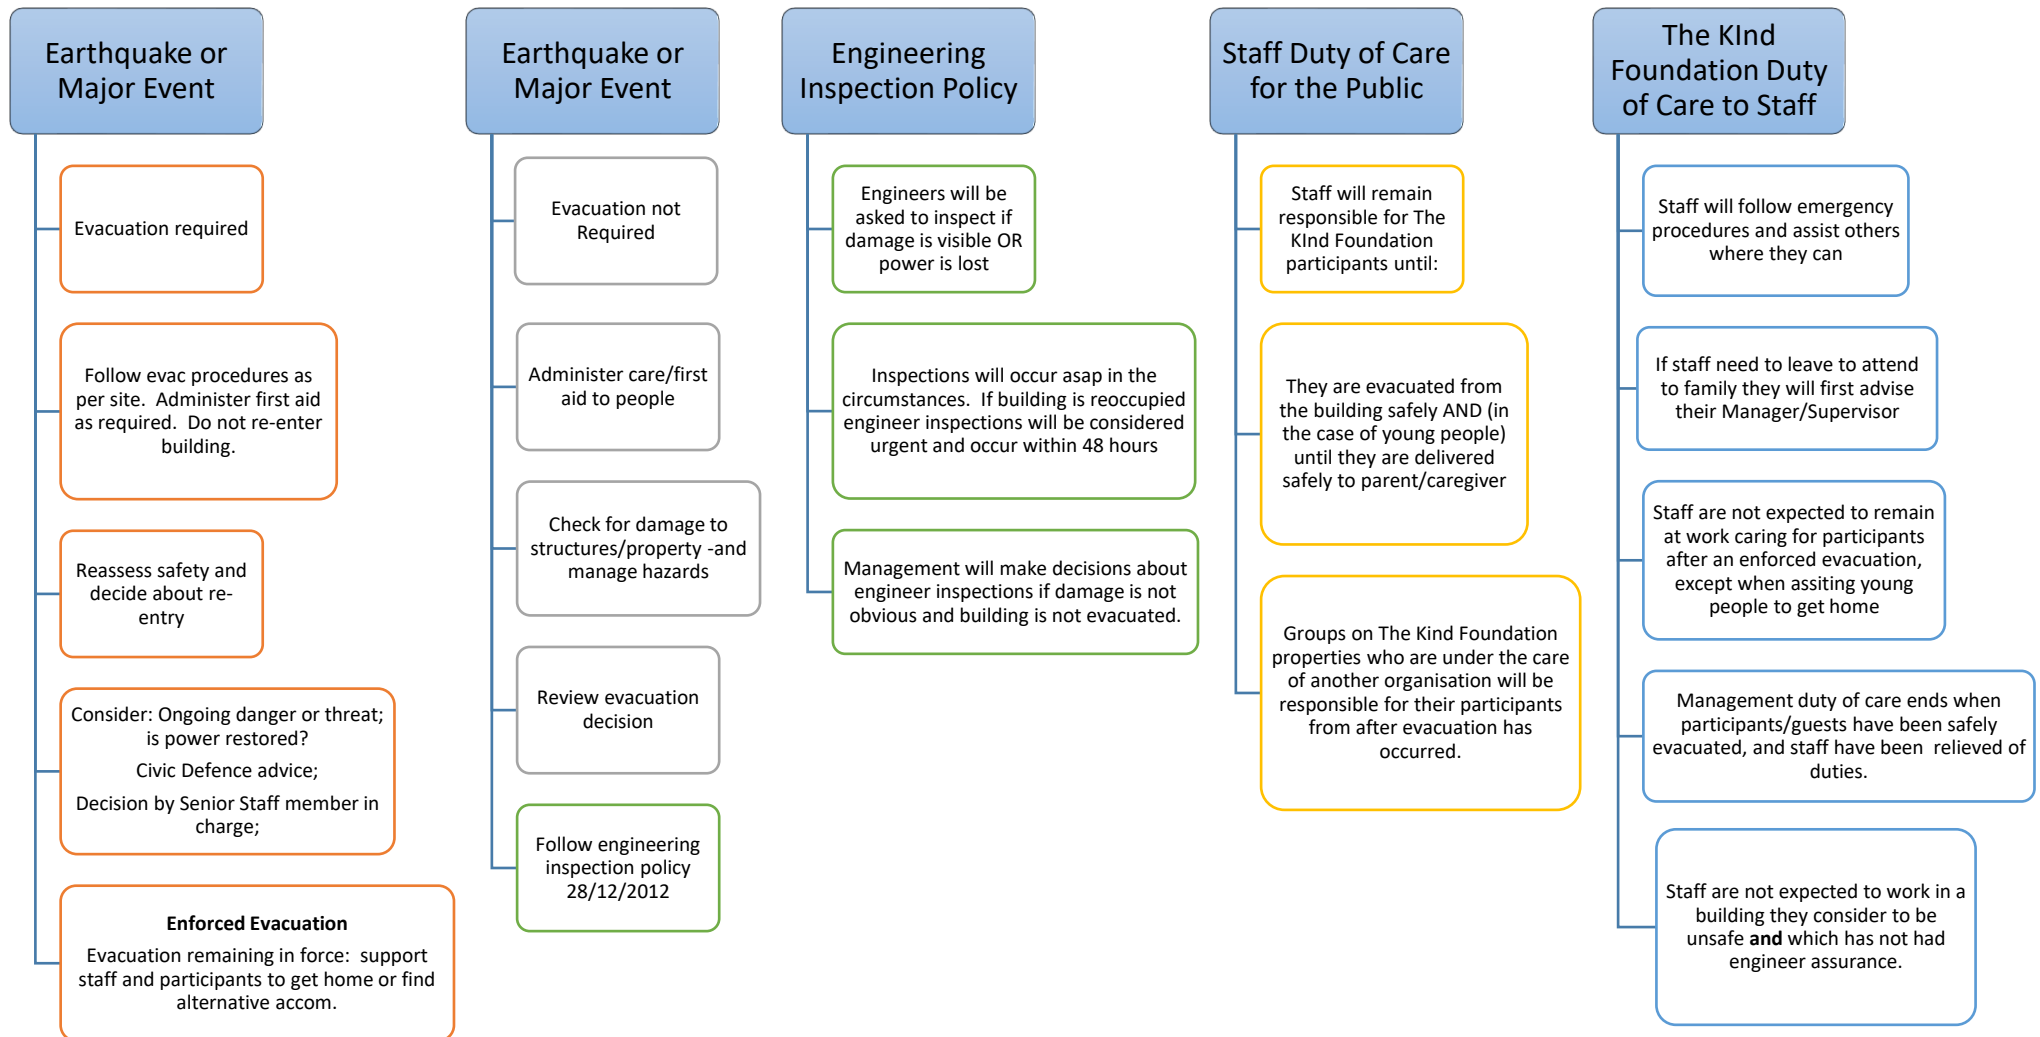 Earthquake or
Major Event
Evacuation required
Follow evac procedures as
per site.  Administer first aid
as required.  Do not re-enter
building.
Reassess safety and
decide about re-
entry
Consider: Ongoing danger or threat;
is power restored?
Civic Defence advice;
Decision by Senior Staff member in
charge;
Enforced Evacuation
Evacuation remaining in force:  support
staff and participants to get home or find
alternative accom.
Earthquake or
Major Event
Evacuation not
Required
Administer care/first
aid to people
Check for damage to
structures/property -and
manage hazards
Review evacuation
decision
Follow engineering
inspection policy
28/12/2012
Engineering
Inspection Policy
Engineers will be
asked to inspect if
damage is visible OR
power is lost
Inspections will occur asap in the
circumstances.  If building is reoccupied
engineer inspections will be considered
urgent and occur within 48 hours
Management will make decisions about
engineer inspections if damage is not
obvious and building is not evacuated.
Staff Duty of Care
for the Public
Staff will remain
responsible for The
KInd Foundation
participants until:
They are evacuated from
the building safely AND (in
the case of young people)
until they are delivered
safely to parent/caregiver
Groups on The Kind Foundation
properties who are under the care
of another organisation will be
responsible for their participants
from after evacuation has
occurred.
The KInd
Foundation Duty
of Care to Staff
Staff will follow emergency
procedures and assist others
where they can
If staff need to leave to attend
to family they will first advise
their Manager/Supervisor
Staff are not expected to remain
at work caring for participants
after an enforced evacuation,
except when assiting young
people to get home
Management duty of care ends when
participants/guests have been safely
evacuated, and staff have been  relieved of
duties.
Staff are not expected to work in a
building they consider to be
unsafe and which has not had
engineer assurance.